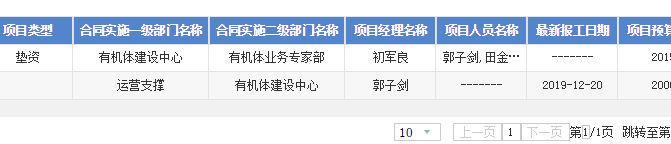 项目类型 合同实施一级部门名称 合同实施二级部门名称 项目经理名称 项目人员名称 最新报工日期 项目预
垫资 有机体建设中心 有机体业务专家部 初军良 郭子剑, 田金… ------- 2015
运营支撑 有机体建设中心 郭子剑 ------- 2019-12-20 2000
10 上一页 1 下一页 第1/1页 跳转至第